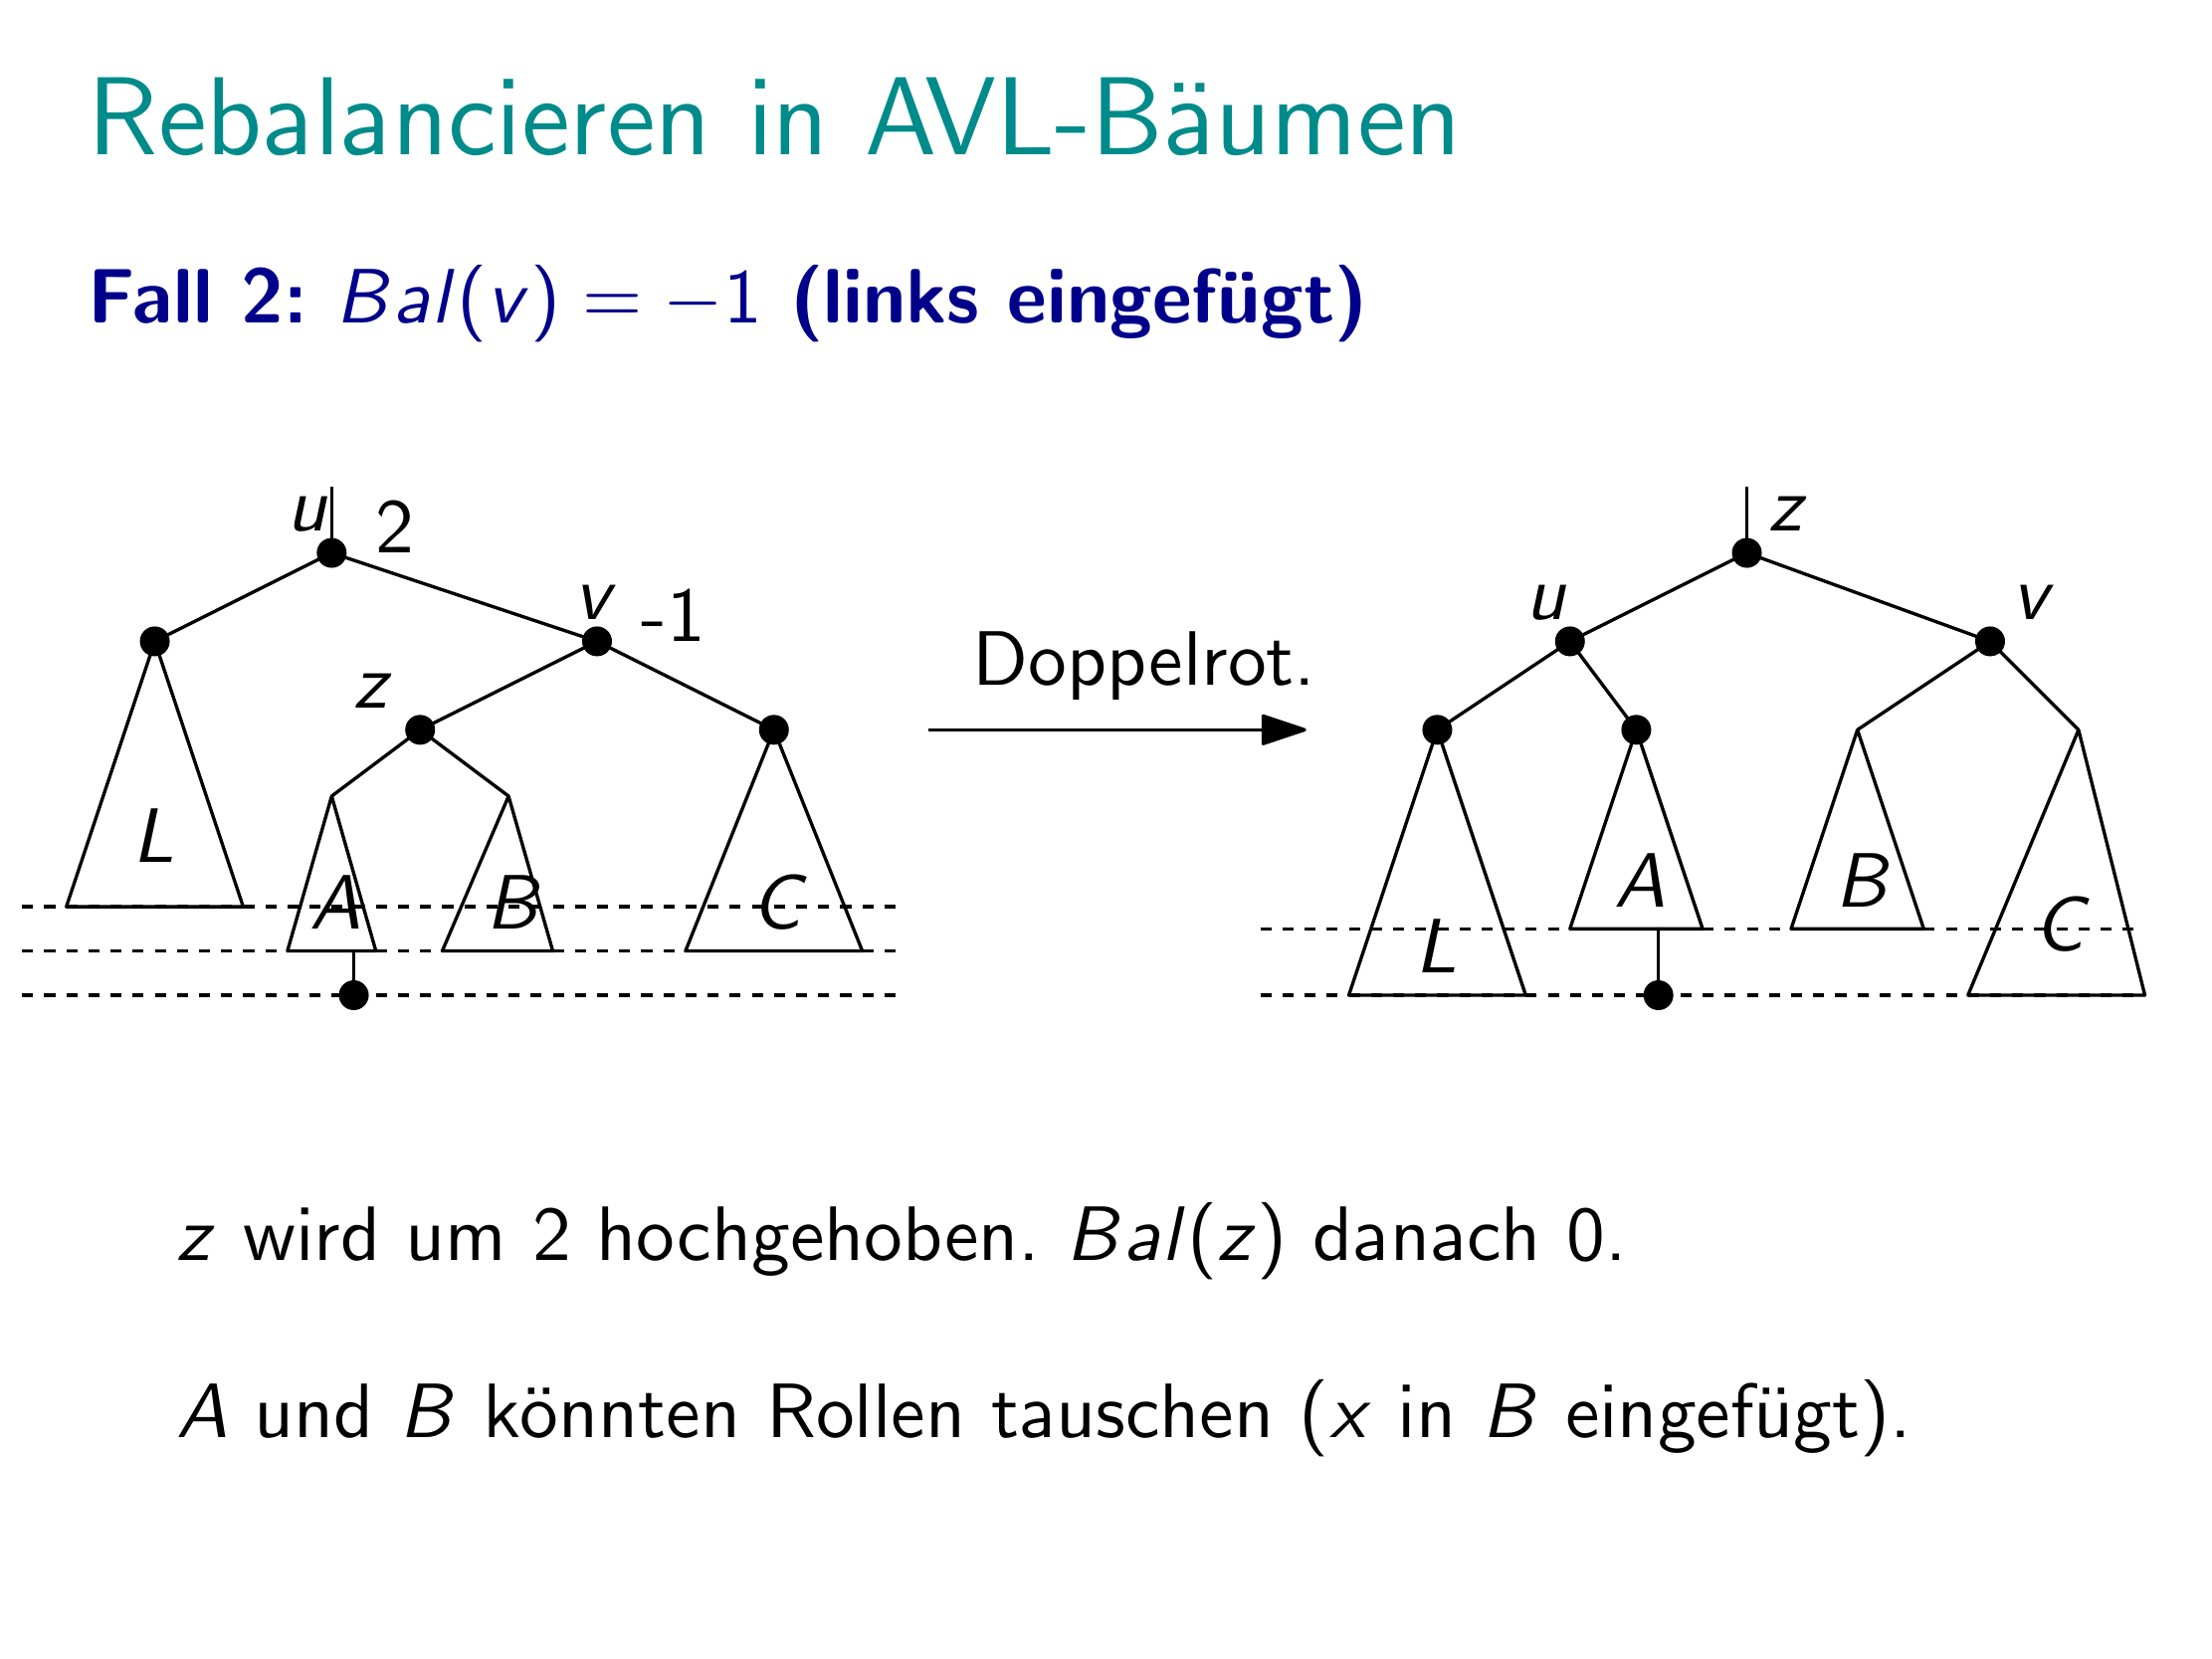 Rebalancieren in AVL-Bäumen
Fall 2: Bal(v) = −1 (links eingefügt)
u 2
v -1
z
L
A
B
C
Doppelrot.
z
u
v
A
B
L
C
z wird um 2 hochgehoben. Bal(z) danach 0.
A und B könnten Rollen tauschen (x in B eingefügt).